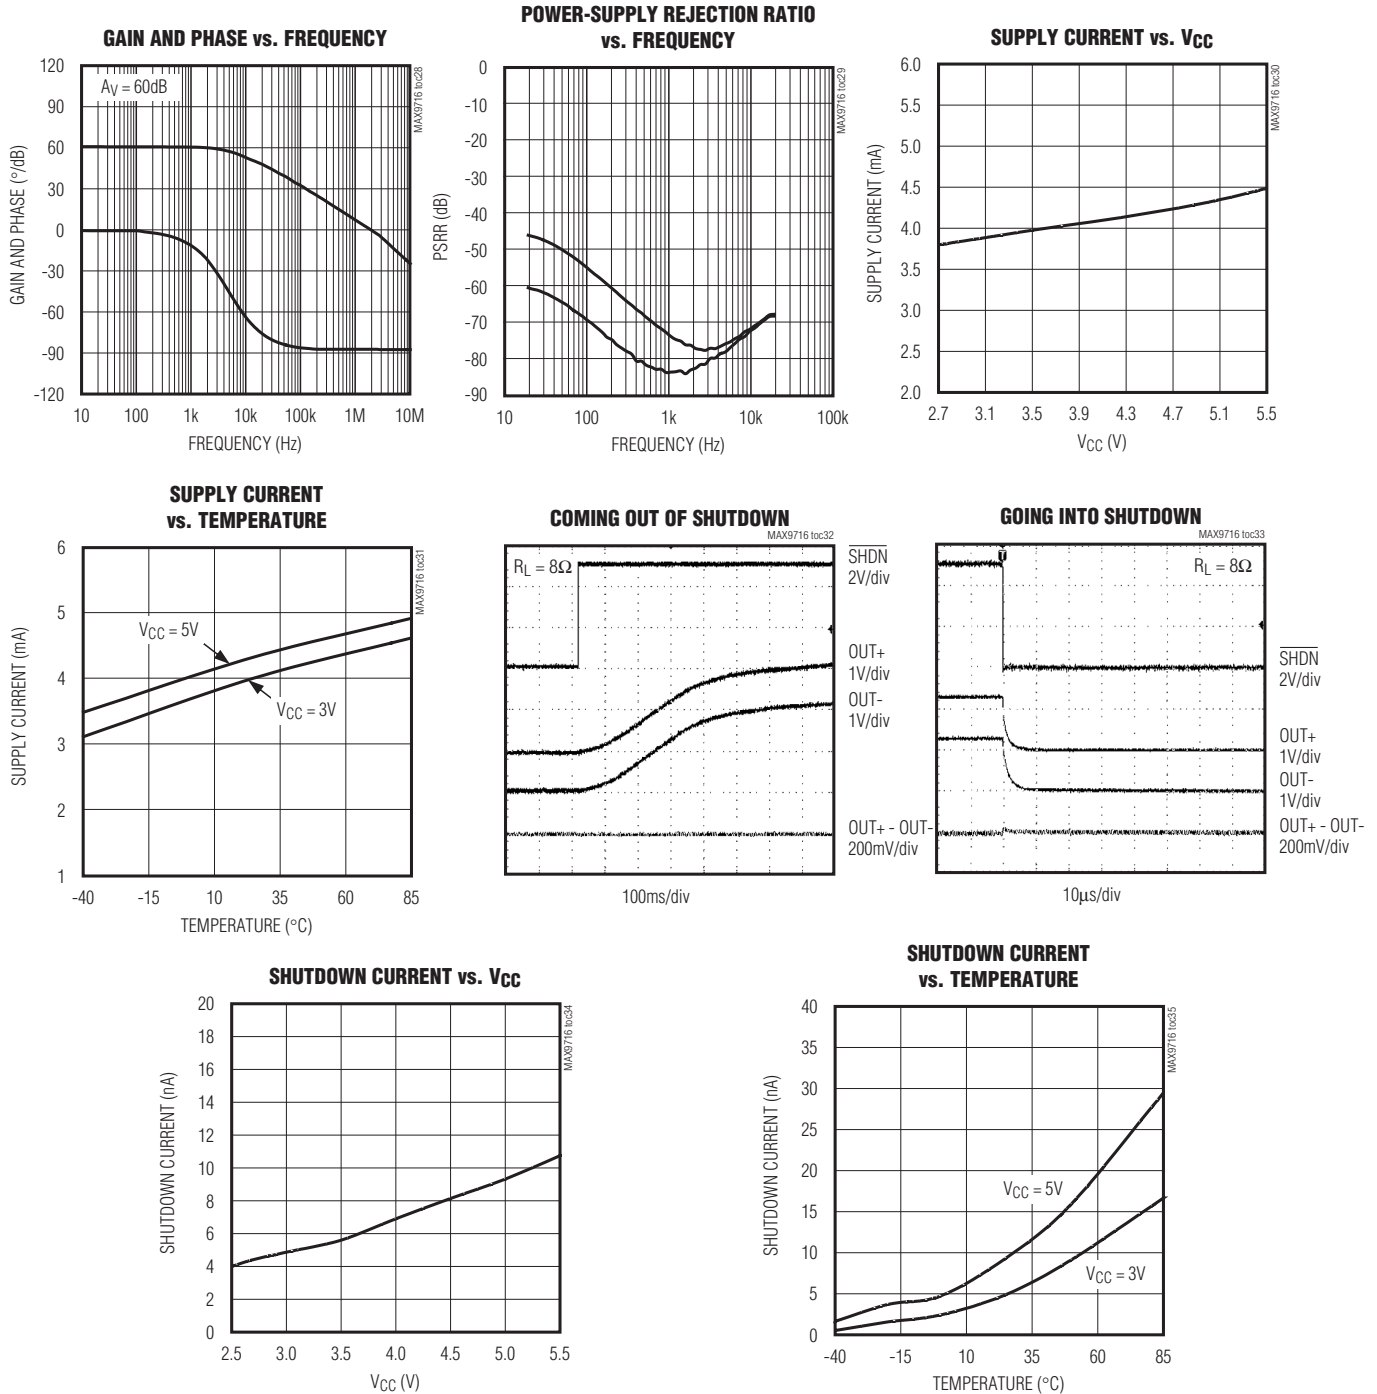 GAIN AND PHASE vs. FREQUENCY
120
90
60
30
0
-30
-60
-90
-120
GAIN AND PHASE (°/dB)
AV = 60dB
MAX9716 toc28
10 100 1k 10k 100k 1M 10M
FREQUENCY (Hz)
POWER-SUPPLY REJECTION RATIO
vs. FREQUENCY
0
-10
-20
-30
-40
-50
-60
-70
-80
-90
PSRR (dB)
MAX9716 toc29
10 100 1k 10k 100k
FREQUENCY (Hz)
SUPPLY CURRENT vs. VCC
6.0
5.5
5.0
4.5
4.0
3.5
3.0
2.5
2.0
SUPPLY CURRENT (mA)
MAX9716 toc30
2.7 3.1 3.5 3.9 4.3 4.7 5.1 5.5
VCC (V)
SUPPLY CURRENT
vs. TEMPERATURE
6
5
4
3
2
1
SUPPLY CURRENT (mA)
VCC = 5V
VCC = 3V
MAX9716 toc31
-40 -15 10 35 60 85
TEMPERATURE (°C)
COMING OUT OF SHUTDOWN
MAX9716 toc32
RL = 8Ω
SHDN
2V/div
OUT+
1V/div
OUT-
1V/div
OUT+ - OUT-
200mV/div
100ms/div
GOING INTO SHUTDOWN
MAX9716 toc33
T
RL = 8Ω
SHDN
2V/div
OUT+
1V/div
OUT-
1V/div
OUT+ - OUT-
200mV/div
10µs/div
SHUTDOWN CURRENT vs. VCC
20
18
16
14
12
10
8
6
4
2
0
SHUTDOWN CURRENT (nA)
MAX9716 toc34
2.5 3.0 3.5 4.0 4.5 5.0 5.5
VCC (V)
SHUTDOWN CURRENT
vs. TEMPERATURE
40
35
30
25
20
15
10
5
0
SHUTDOWN CURRENT (nA)
VCC = 5V
VCC = 3V
MAX9716 toc35
-40 -15 10 35 60 85
TEMPERATURE (°C)